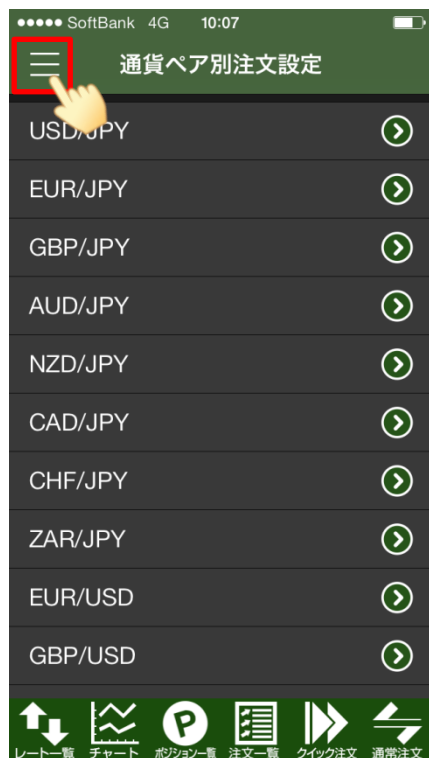 SoftBank 4G 10:07
通貨ペア別注文設定
USD/JPY
EUR/JPY
GBP/JPY
AUD/JPY
NZD/JPY
CAD/JPY
CHF/JPY
ZAR/JPY
EUR/USD
GBP/USD
レート一覧 チャート ポジション一覧 注文一覧 クイック注文 通常注文